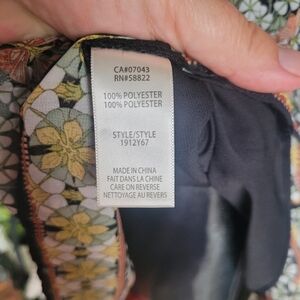 CA#07043
RN#58822
100% POLYESTER
100% POLYESTER
STYLE/STYLE
1912Y67
MADE IN CHINA
FAIT DANS LA CHINE
CARE ON REVERSE
NETTOYAGE AU REVERS